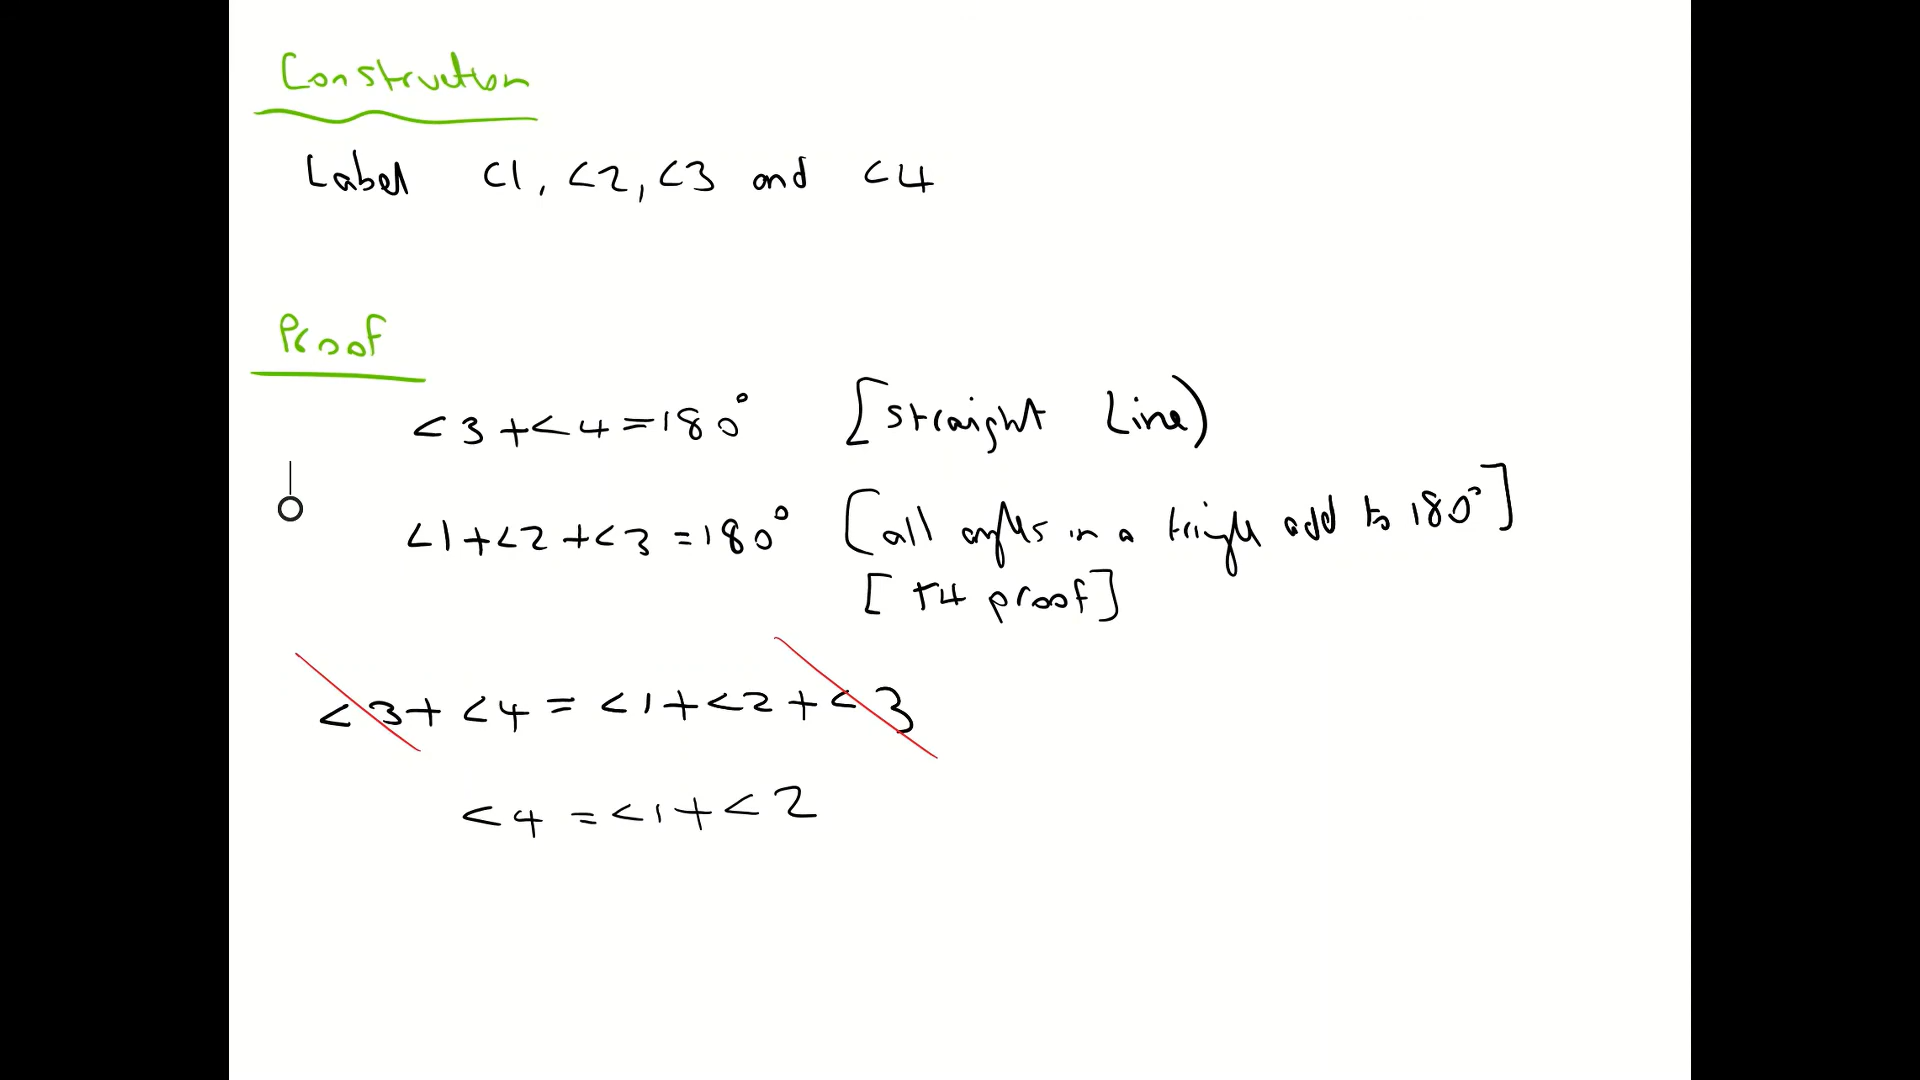 Construction
Label <1, <2, <3 and <4
Proof
<3 + <4 = 180° [straight line)
<1 + <2 + <3 = 180° [all angles in a triangle add to 180°]
[T4 proof]
<3 + <4 = <1 + <2 + <3
<4 = <1 + <2